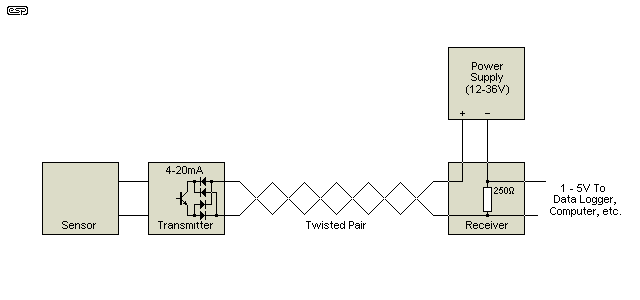 esp
Power
Supply
(12-36V)
+ −
4-20mA
250Ω
1 - 5V To
Data Logger,
Computer, etc.
Sensor
Transmitter
Twisted Pair
Receiver